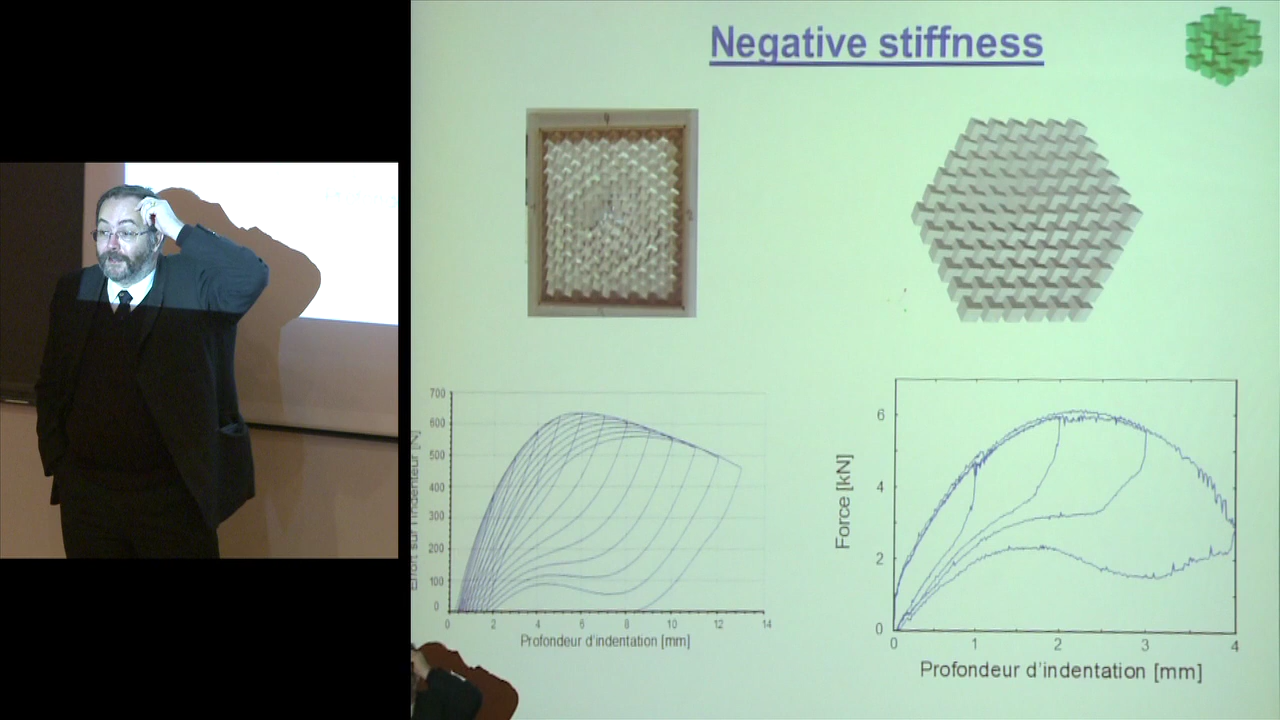 Negative stiffness
700
600
500
400
300
200
100
0
Effort sur l'indenteur [N]
0 2 4 6 8 10 12 14
Profondeur d'indentation [mm]
6
4
2
0
Force [kN]
0 1 2 3 4
Profondeur d'indentation [mm]